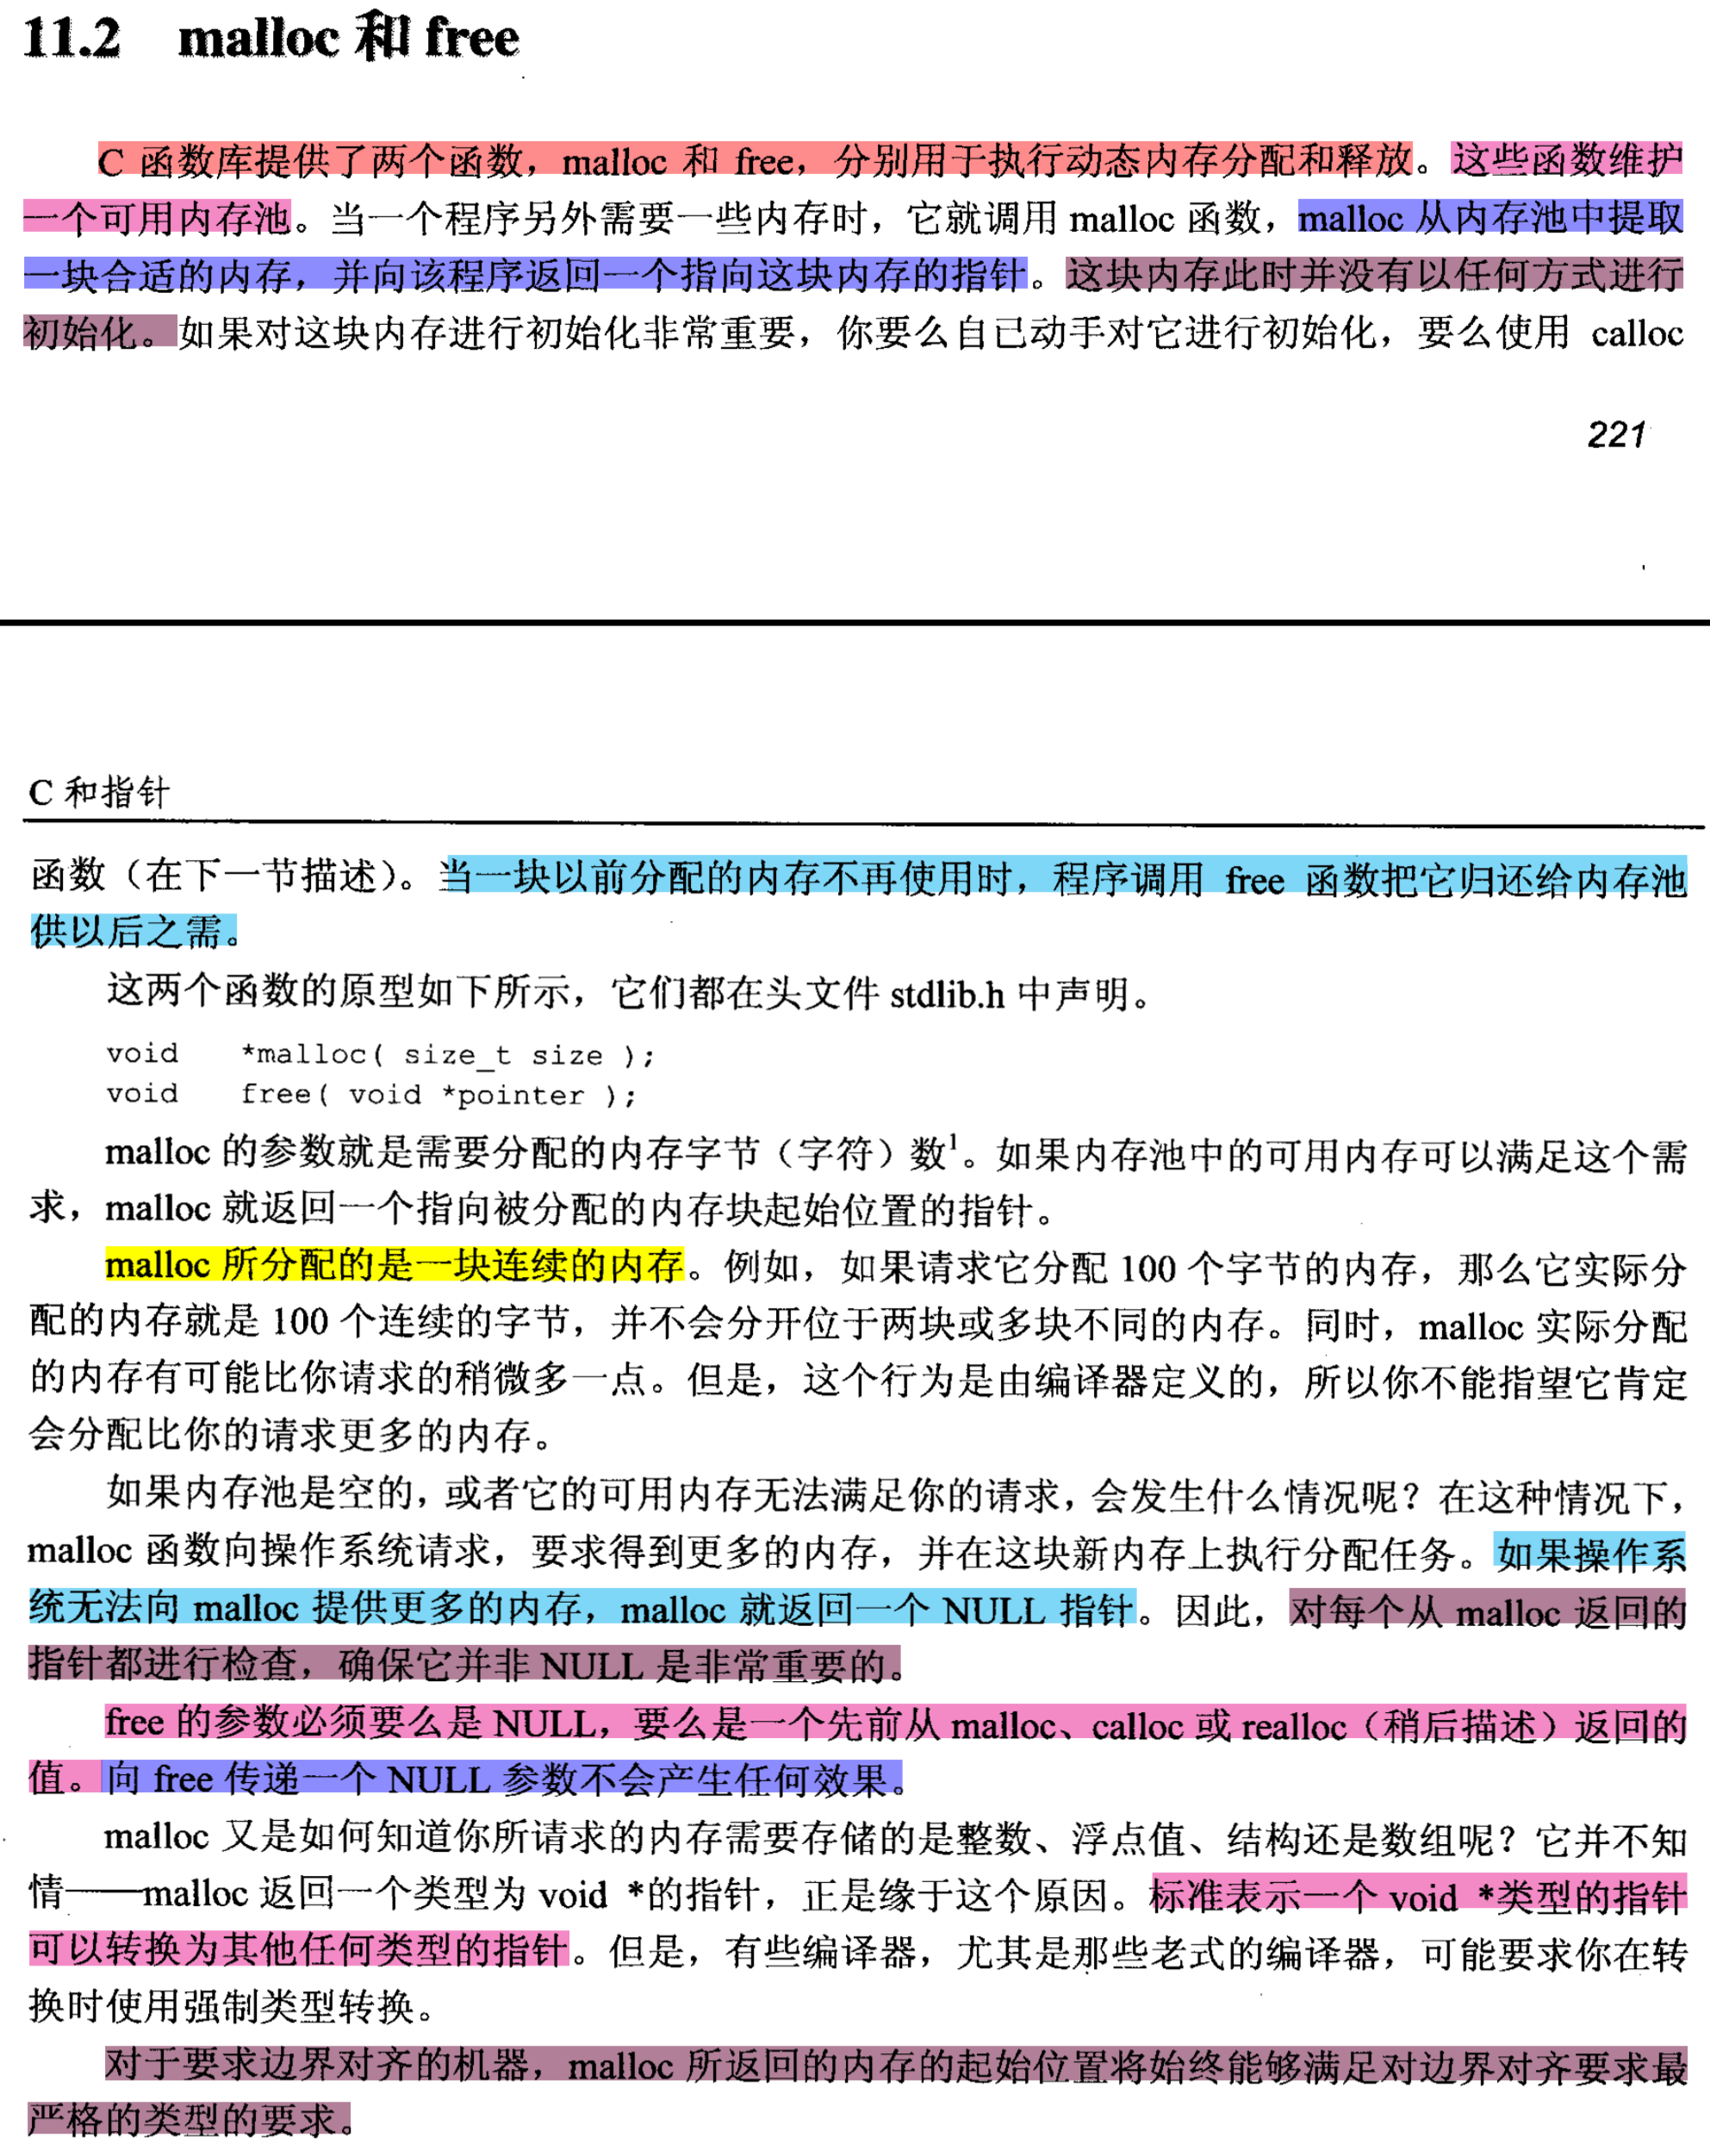 11.2 malloc 和 free
C 函数库提供了两个函数，malloc 和 free，分别用于执行动态内存分配和释放。这些函数维护
一个可用内存池。当一个程序另外需要一些内存时，它就调用 malloc 函数，malloc 从内存池中提取
一块合适的内存，并向该程序返回一个指向这块内存的指针。这块内存此时并没有以任何方式进行
初始化。如果对这块内存进行初始化非常重要，你要么自己动手对它进行初始化，要么使用 calloc
221
C 和指针
函数（在下一节描述）。当一块以前分配的内存不再使用时，程序调用 free 函数把它归还给内存池
供以后之需。
这两个函数的原型如下所示，它们都在头文件 stdlib.h 中声明。
void *malloc( size_t size );
void free( void *pointer );
malloc 的参数就是需要分配的内存字节（字符）数¹。如果内存池中的可用内存可以满足这个需
求，malloc 就返回一个指向被分配的内存块起始位置的指针。
malloc 所分配的是一块连续的内存。例如，如果请求它分配 100 个字节的内存，那么它实际分
配的内存就是 100 个连续的字节，并不会分开位于两块或多块不同的内存。同时，malloc 实际分配
的内存有可能比你请求的稍微多一点。但是，这个行为是由编译器定义的，所以你不能指望它肯定
会分配比你的请求更多的内存。
如果内存池是空的，或者它的可用内存无法满足你的请求，会发生什么情况呢？在这种情况下，
malloc 函数向操作系统请求，要求得到更多的内存，并在这块新内存上执行分配任务。如果操作系
统无法向 malloc 提供更多的内存，malloc 就返回一个 NULL 指针。因此，对每个从 malloc 返回的
指针都进行检查，确保它并非 NULL 是非常重要的。
free 的参数必须要么是 NULL，要么是一个先前从 malloc、calloc 或 realloc（稍后描述）返回的
值。向 free 传递一个 NULL 参数不会产生任何效果。
malloc 又是如何知道你所请求的内存需要存储的是整数、浮点值、结构还是数组呢？它并不知
情——malloc 返回一个类型为 void *的指针，正是缘于这个原因。标准表示一个 void *类型的指针
可以转换为其他任何类型的指针。但是，有些编译器，尤其是那些老式的编译器，可能要求你在转
换时使用强制类型转换。
对于要求边界对齐的机器，malloc 所返回的内存的起始位置将始终能够满足对边界对齐要求最
严格的类型的要求。